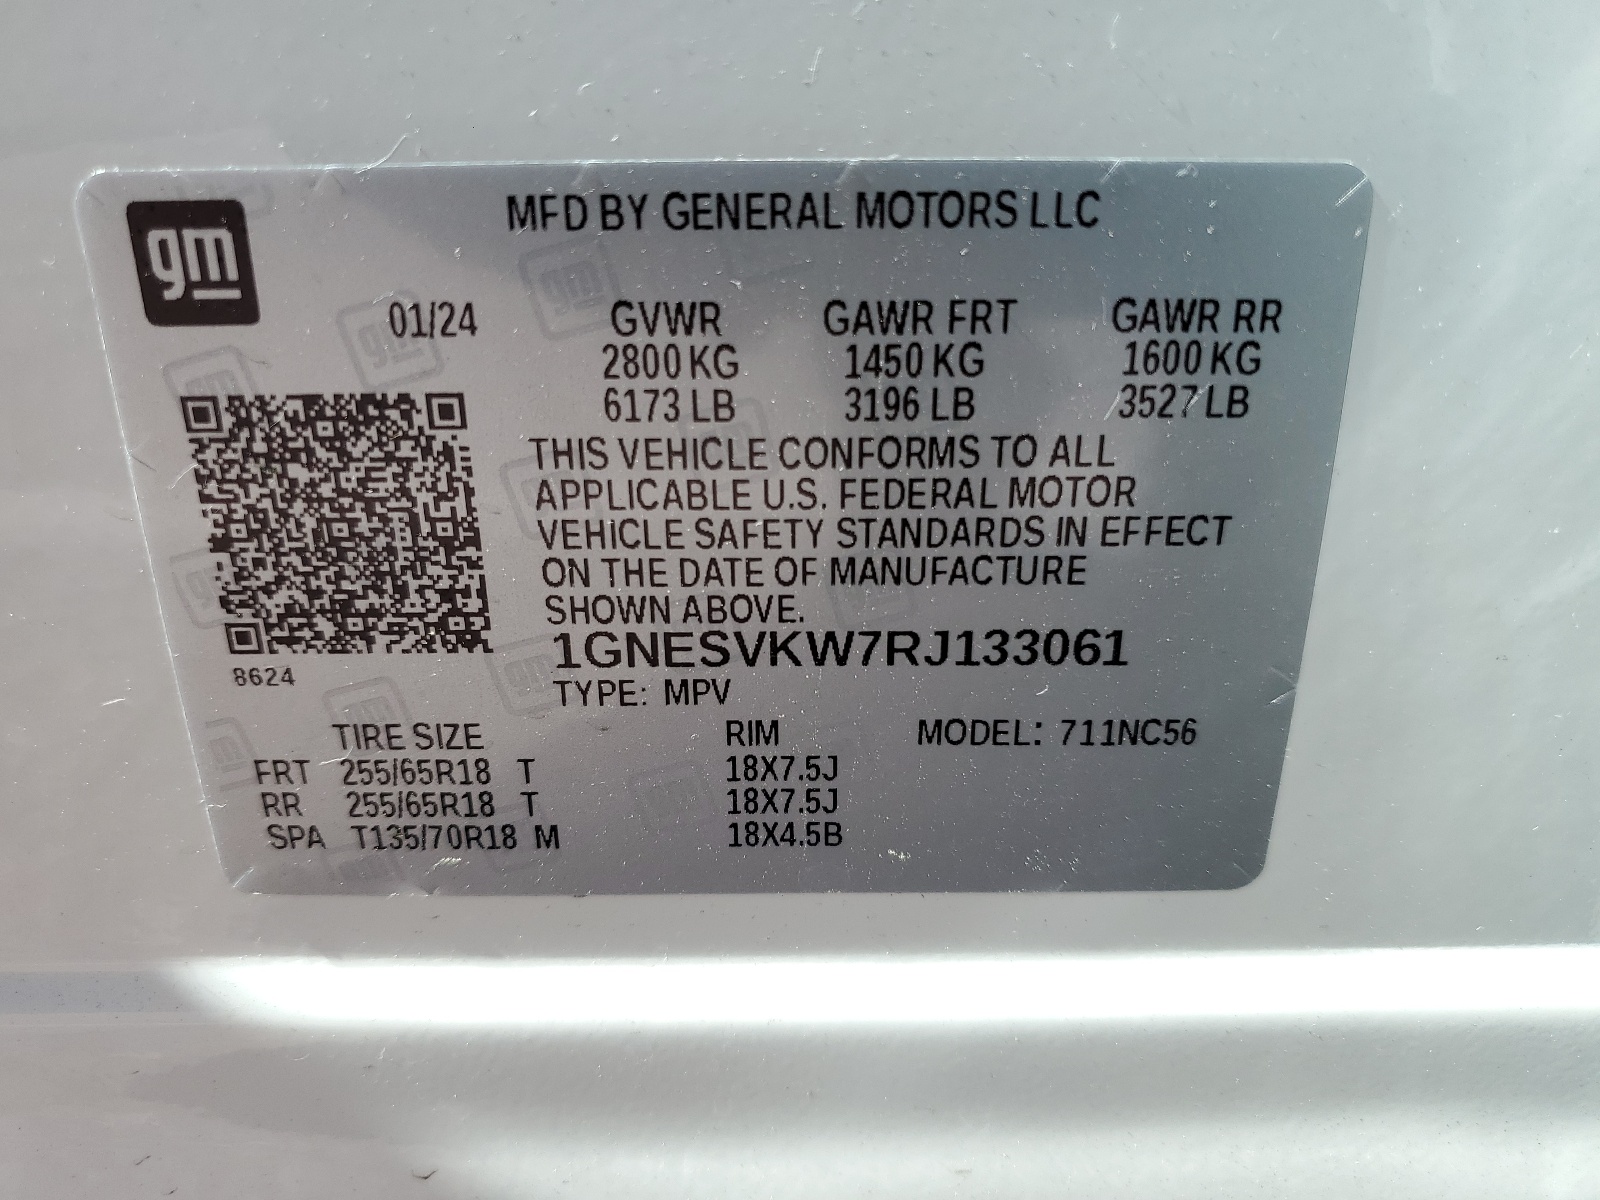 gm
MFD BY GENERAL MOTORS LLC
01/24 GVWR GAWR FRT GAWR RR
2800 KG 1450 KG 1600 KG
6173 LB 3196 LB 3527 LB
THIS VEHICLE CONFORMS TO ALL
APPLICABLE U.S. FEDERAL MOTOR
VEHICLE SAFETY STANDARDS IN EFFECT
ON THE DATE OF MANUFACTURE
SHOWN ABOVE.
1GNESVKW7RJ133061
8624
TYPE: MPV
TIRE SIZE RIM MODEL: 711NC56
FRT 255/65R18 T 18X7.5J
RR 255/65R18 T 18X7.5J
SPA T135/70R18 M 18X4.5B